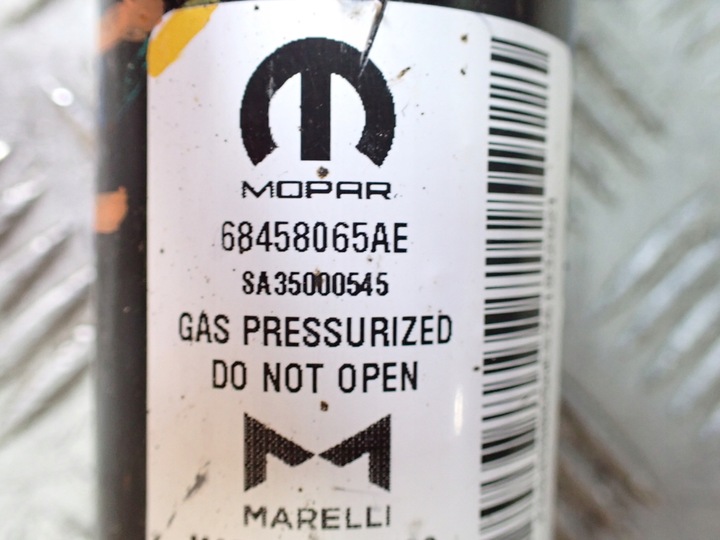 MOPAR
68458065AE
SA35000545
GAS PRESSURIZED
DO NOT OPEN
MARELLI